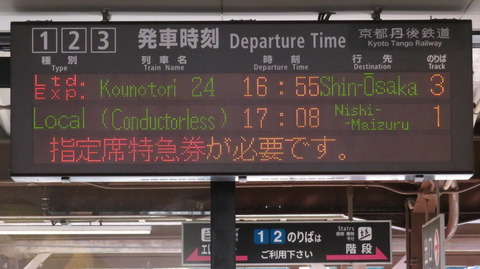 1 2 3 発車時刻 Departure Time 京都丹後鉄道
Kyoto Tango Railway
種別 列車名 時刻 行先 のりば
Type Train Name Departure Time Destination Track
Ltd. Exp. Kounotori 24 16:55 Shin-Ōsaka 3
Local (Conductorless) 17:08 Nishi-Maizuru 1
指定席特急券が必要です。
1 2 のりばは
ご利用下さい
Stairs
階段